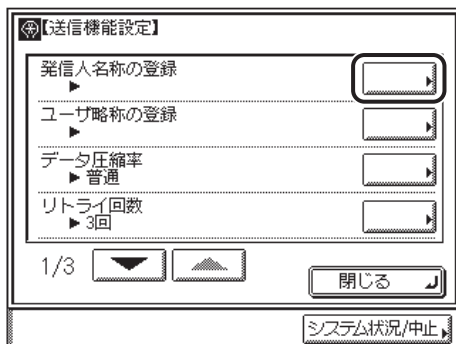 【送信機能設定】
発信人名称の登録
▶
ユーザ略称の登録
▶
データ圧縮率
▶ 普通
リトライ回数
▶ 3回
1/3
閉じる
システム状況/中止